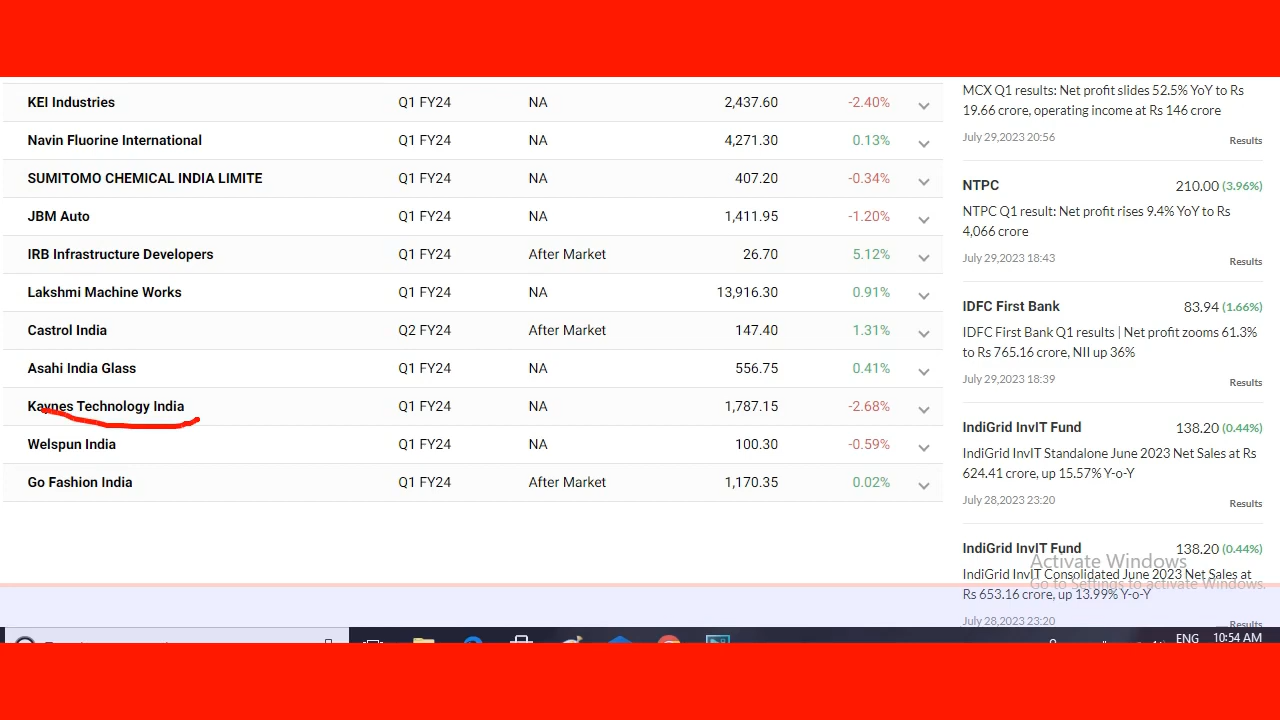 KEI Industries Q1 FY24 NA 2,437.60 -2.40%
Navin Fluorine International Q1 FY24 NA 4,271.30 0.13%
SUMITOMO CHEMICAL INDIA LIMITE Q1 FY24 NA 407.20 -0.34%
JBM Auto Q1 FY24 NA 1,411.95 -1.20%
IRB Infrastructure Developers Q1 FY24 After Market 26.70 5.12%
Lakshmi Machine Works Q1 FY24 NA 13,916.30 0.91%
Castrol India Q2 FY24 After Market 147.40 1.31%
Asahi India Glass Q1 FY24 NA 556.75 0.41%
Kaynes Technology India Q1 FY24 NA 1,787.15 -2.68%
Welspun India Q1 FY24 NA 100.30 -0.59%
Go Fashion India Q1 FY24 After Market 1,170.35 0.02%
MCX Q1 results: Net profit slides 52.5% YoY to Rs
19.66 crore, operating income at Rs 146 crore
July 29,2023 20:56
Results
NTPC 210.00 (3.96%)
NTPC Q1 result: Net profit rises 9.4% YoY to Rs
4,066 crore
July 29,2023 18:43
Results
IDFC First Bank 83.94 (1.66%)
IDFC First Bank Q1 results | Net profit zooms 61.3%
to Rs 765.16 crore, NII up 36%
July 29,2023 18:39
Results
IndiGrid InvIT Fund 138.20 (0.44%)
IndiGrid InvIT Standalone June 2023 Net Sales at Rs
624.41 crore, up 15.57% Y-o-Y
July 28,2023 23:20
Results
IndiGrid InvIT Fund 138.20 (0.44%)
IndiGrid InvIT Consolidated June 2023 Net Sales at
Rs 653.16 crore, up 13.99% Y-o-Y
July 28,2023 23:20
Results
Activate Windows
Go to Settings to activate Windows.
ENG 10:54 AM